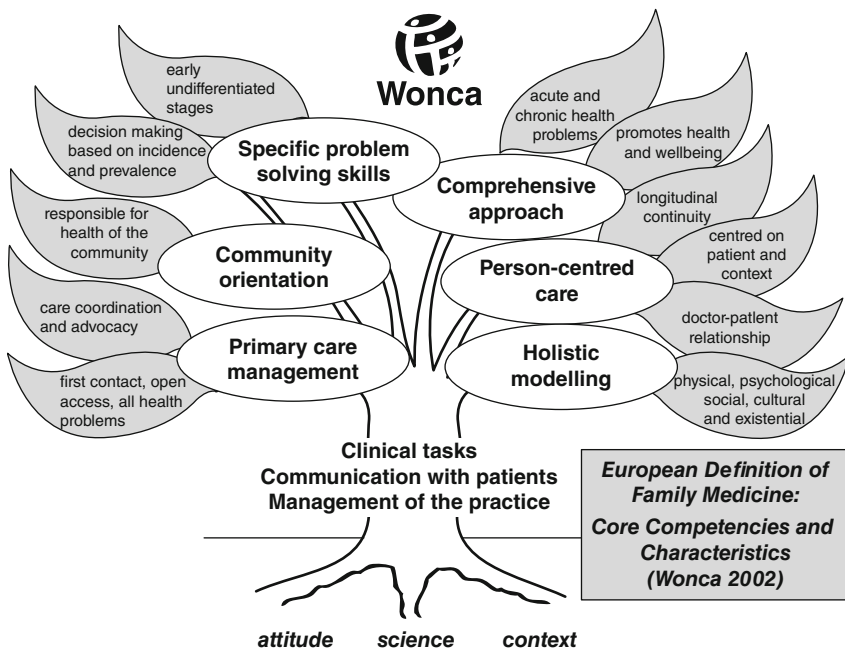 Wonca
early
undifferentiated
stages
decision making
based on incidence
and prevalence
Specific problem
solving skills
acute and
chronic health
problems
promotes health
and wellbeing
Comprehensive
approach
longitudinal
continuity
responsible for
health of the
community
Community
orientation
Person-centred
care
centred on
patient and
context
care coordination
and advocacy
Primary care
management
doctor-patient
relationship
Holistic
modelling
first contact, open
access, all health
problems
physical, psychological
social, cultural
and existential
Clinical tasks
Communication with patients
Management of the practice
European Definition of
Family Medicine:
Core Competencies and
Characteristics
(Wonca 2002)
attitude science context